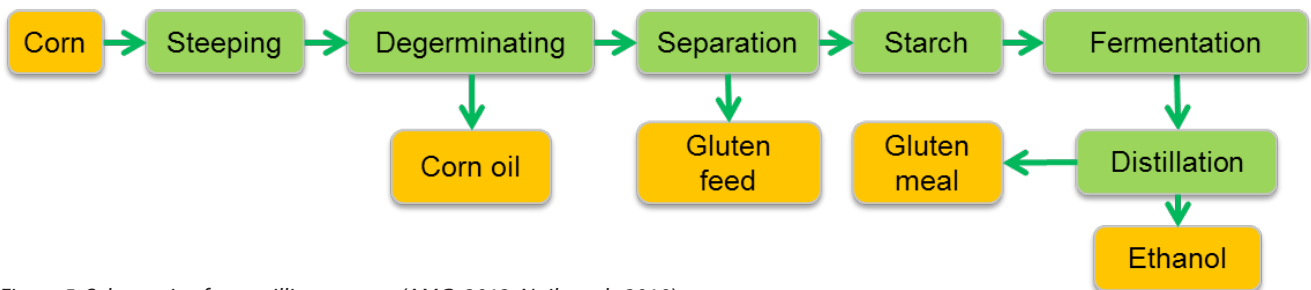 Corn
Steeping
Degerminating
Separation
Starch
Fermentation
Corn oil
Gluten
feed
Gluten
meal
Distillation
Ethanol